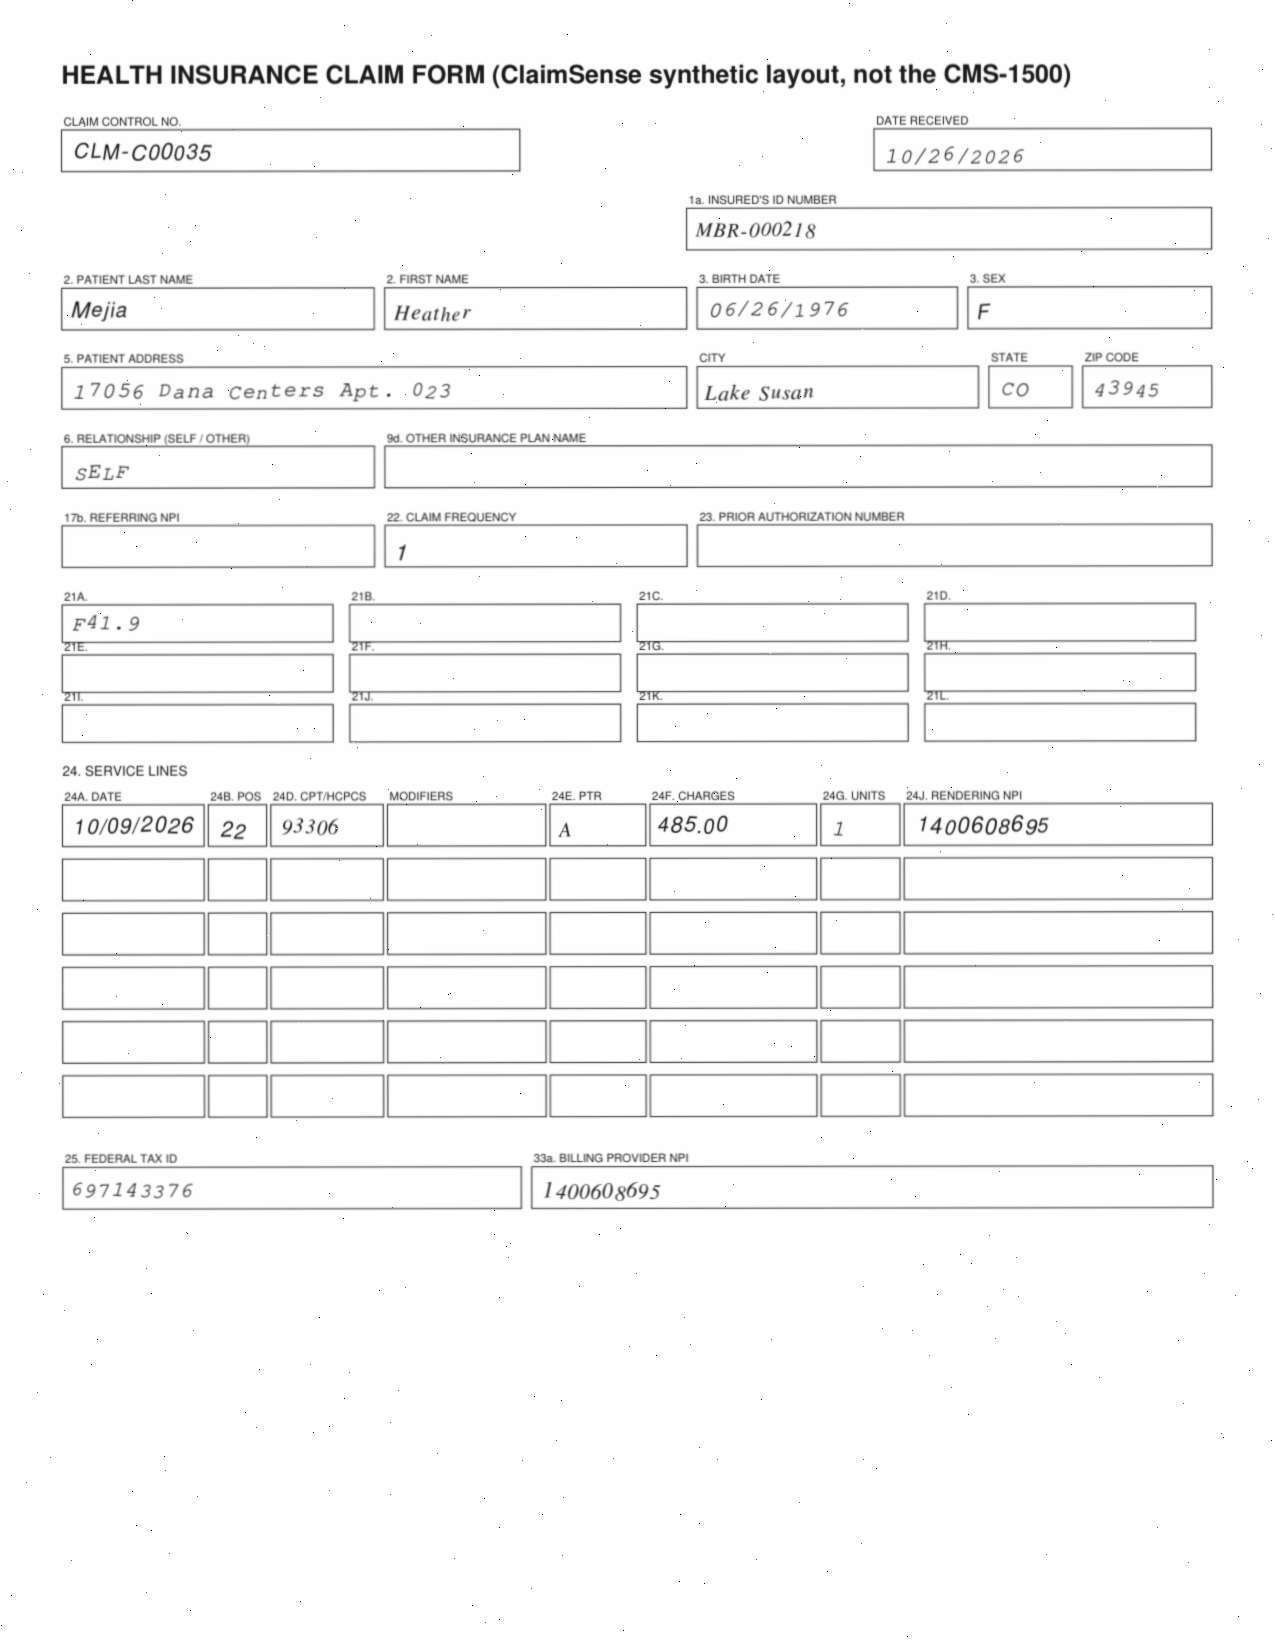 HEALTH INSURANCE CLAIM FORM (ClaimSense synthetic layout, not the CMS-1500)
CLAIM CONTROL NO. DATE RECEIVED
CLM-C00035 10/26/2026
1a. INSURED'S ID NUMBER
MBR-000218
2. PATIENT LAST NAME 2. FIRST NAME 3. BIRTH DATE 3. SEX
Mejia Heather 06/26/1976 F
5. PATIENT ADDRESS CITY STATE ZIP CODE
17056 Dana Centers Apt. 023 Lake Susan CO 43945
6. RELATIONSHIP (SELF / OTHER) 9d. OTHER INSURANCE PLAN NAME
SELF
17b. REFERRING NPI 22. CLAIM FREQUENCY 23. PRIOR AUTHORIZATION NUMBER
1
21A. 21B. 21C. 21D.
F41.9
21E. 21F. 21G. 21H.
21I. 21J. 21K. 21L.
24. SERVICE LINES
24A. DATE 24B. POS 24D. CPT/HCPCS MODIFIERS 24E. PTR 24F. CHARGES 24G. UNITS 24J. RENDERING NPI
10/09/2026 22 93306 A 485.00 1 1400608695
25. FEDERAL TAX ID 33a. BILLING PROVIDER NPI
697143376 1400608695